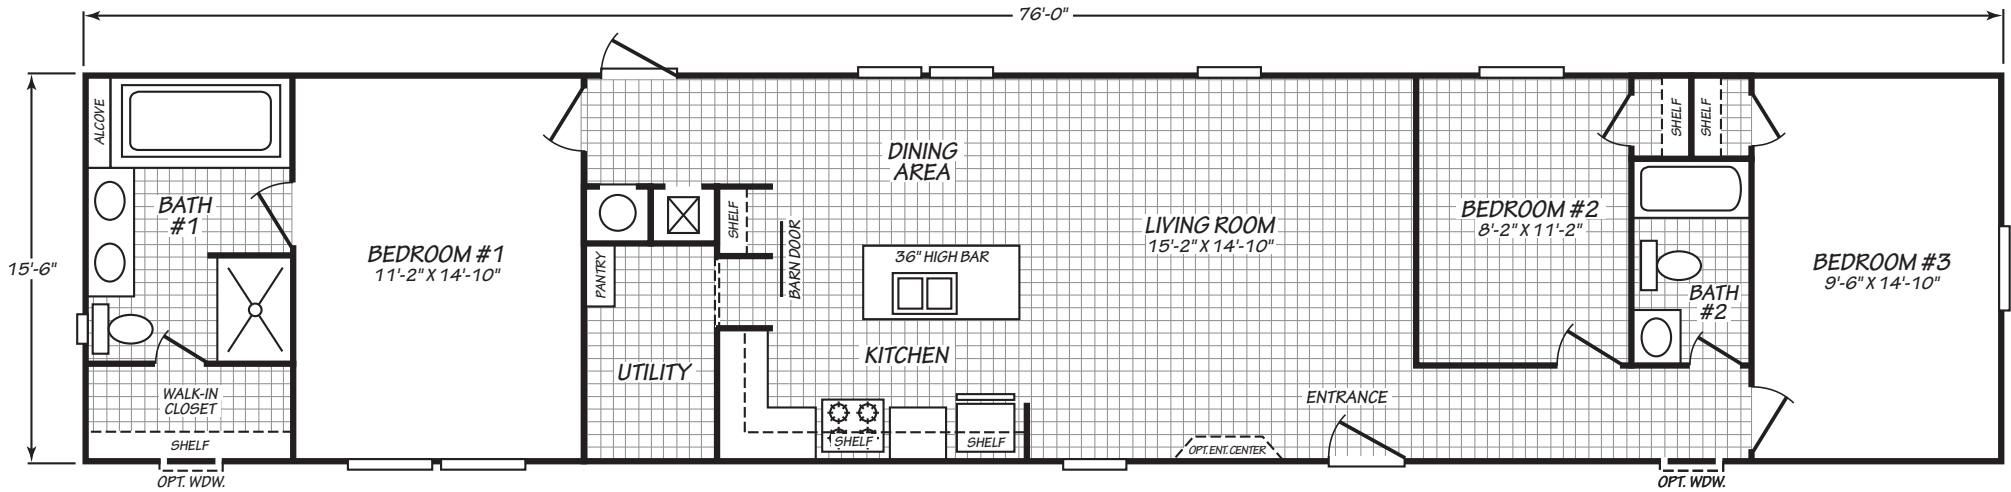 76'-0"
15'-6"
ALCOVE
BATH
#1
WALK-IN
CLOSET
SHELF
OPT. WDW.
BEDROOM #1
11'-2" X 14'-10"
PANTRY
UTILITY
SHELF
BARN DOOR
DINING
AREA
36" HIGH BAR
KITCHEN
SHELF
SHELF
LIVING ROOM
15'-2" X 14'-10"
OPT. ENT. CENTER
ENTRANCE
BEDROOM #2
8'-2" X 11'-2"
SHELF
SHELF
BATH
#2
OPT. WDW.
BEDROOM #3
9'-6" X 14'-10"